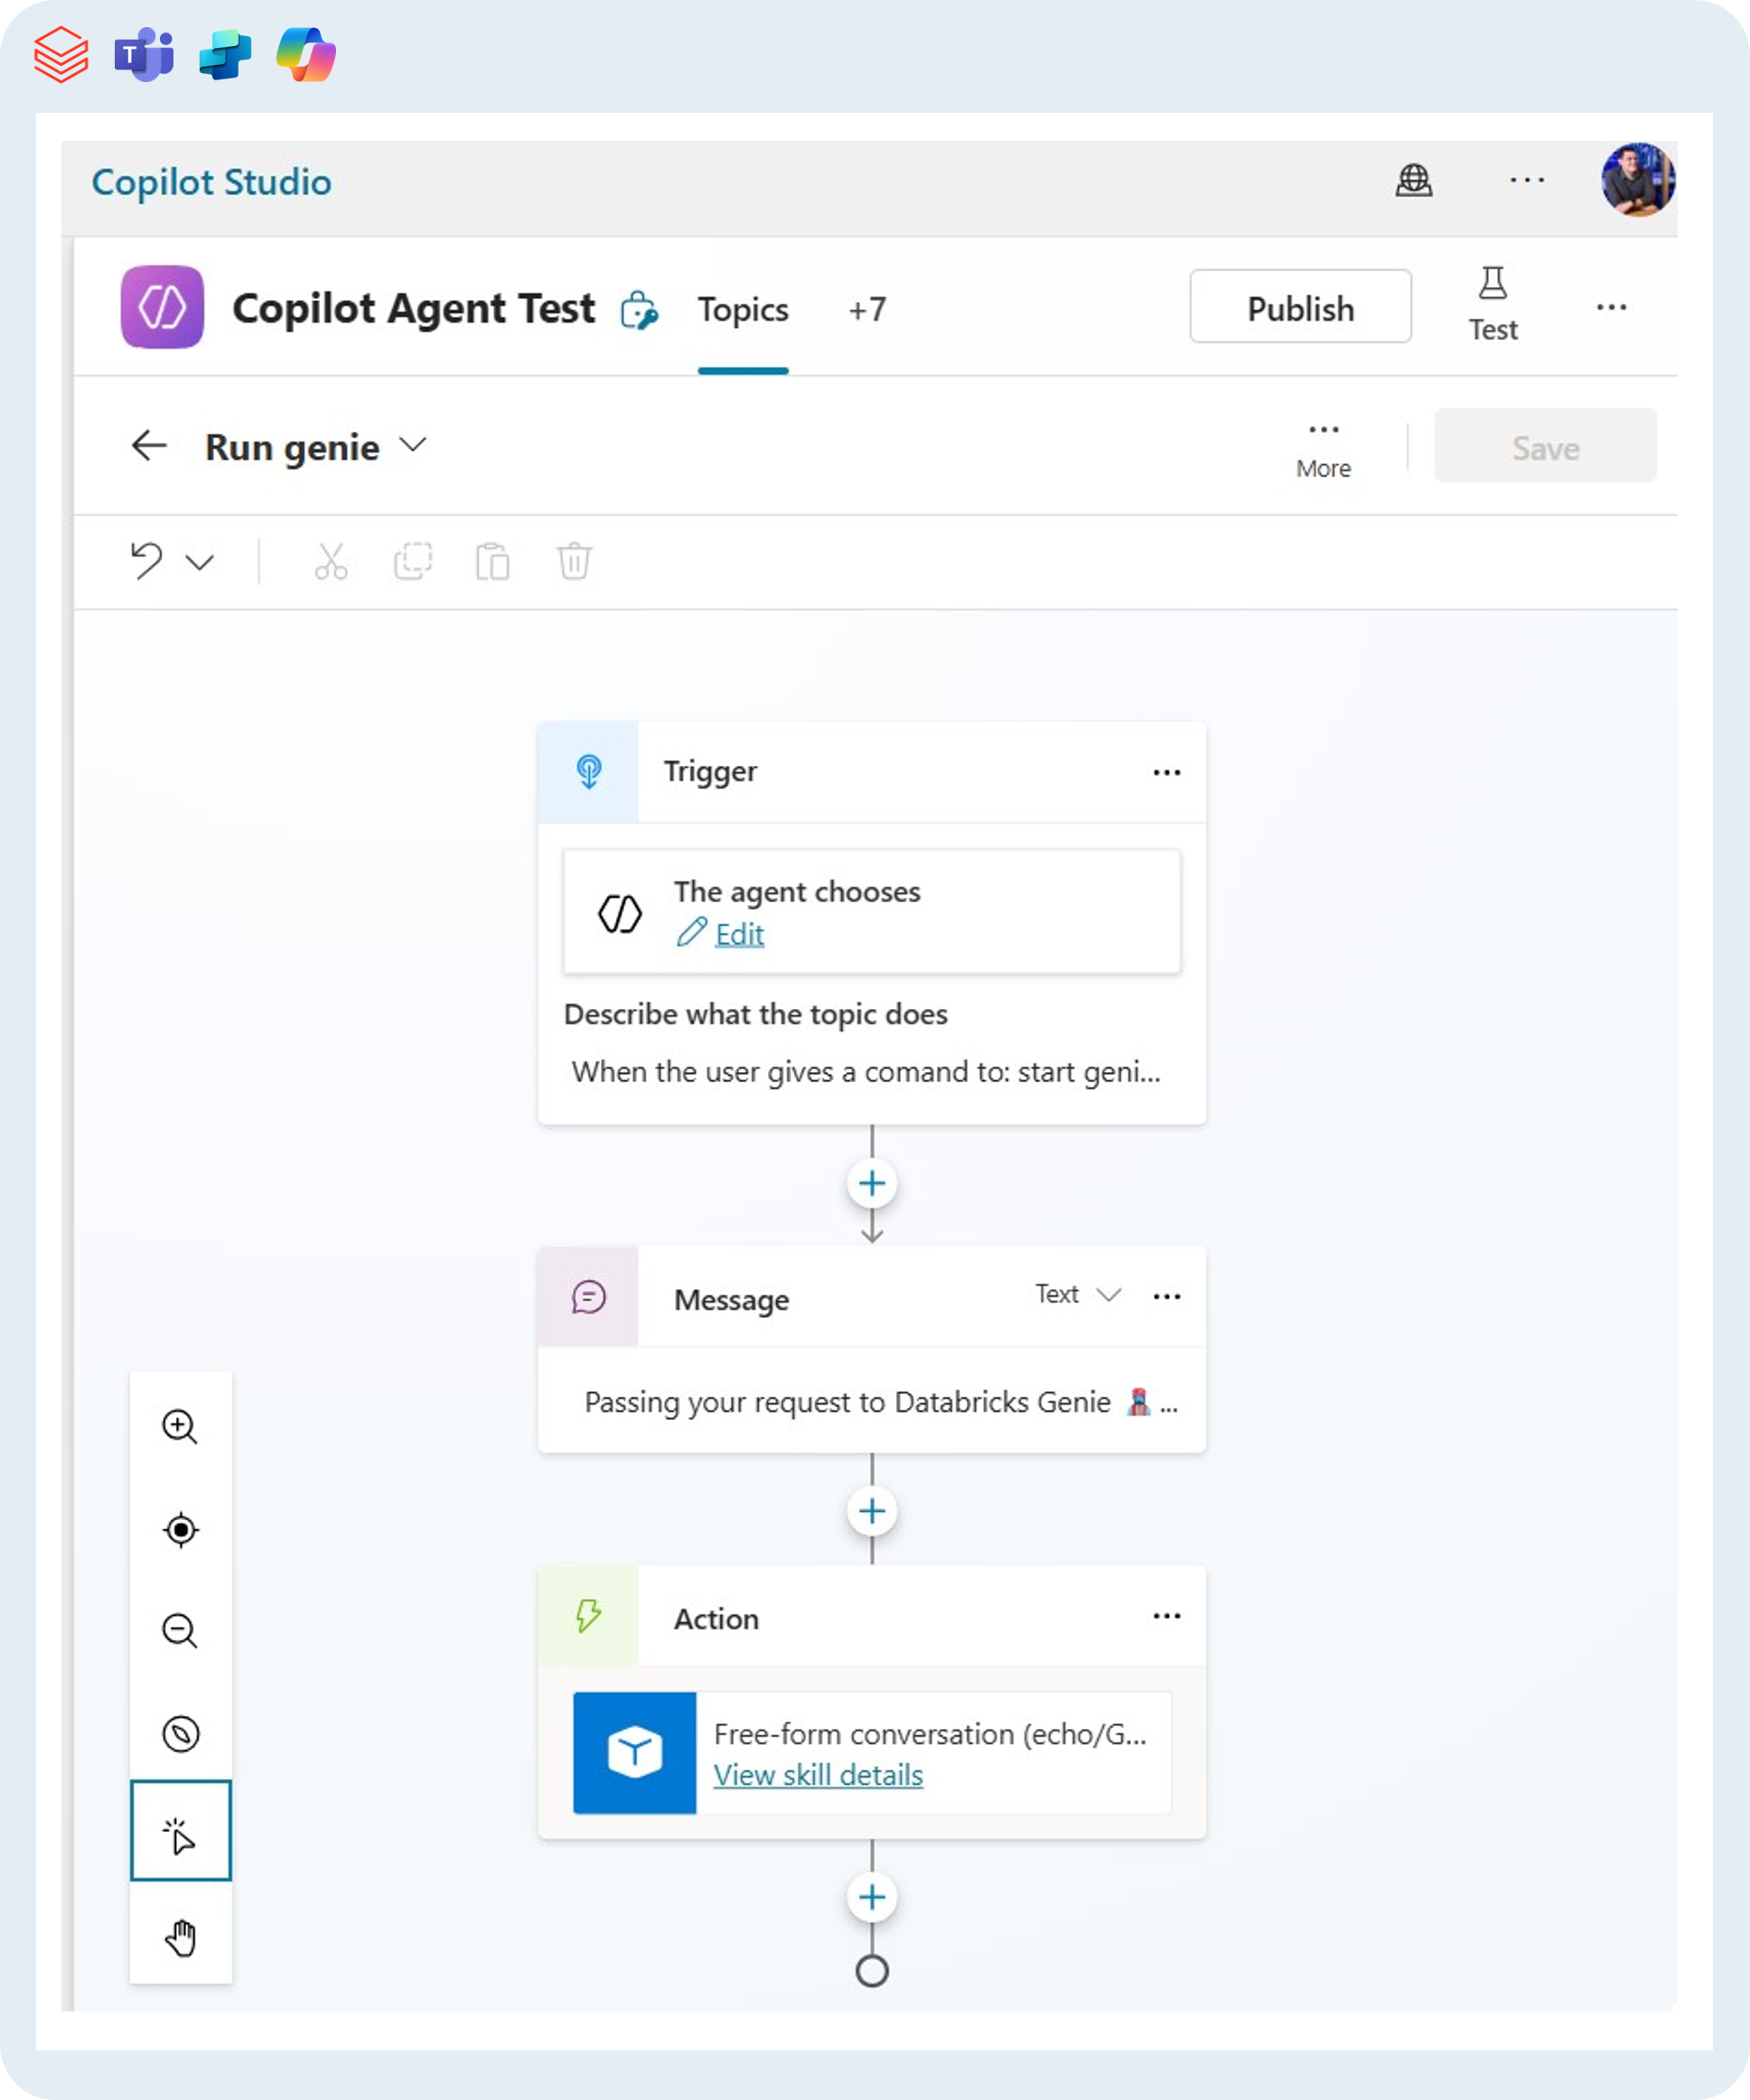 T
Copilot Studio
Copilot Agent Test
Topics
+7
Publish
Test
Run genie
More
Save
Trigger
The agent chooses
Edit
Describe what the topic does
When the user gives a comand to: start geni...
Message
Text
Passing your request to Databricks Genie ...
Action
Free-form conversation (echo/G...
View skill details